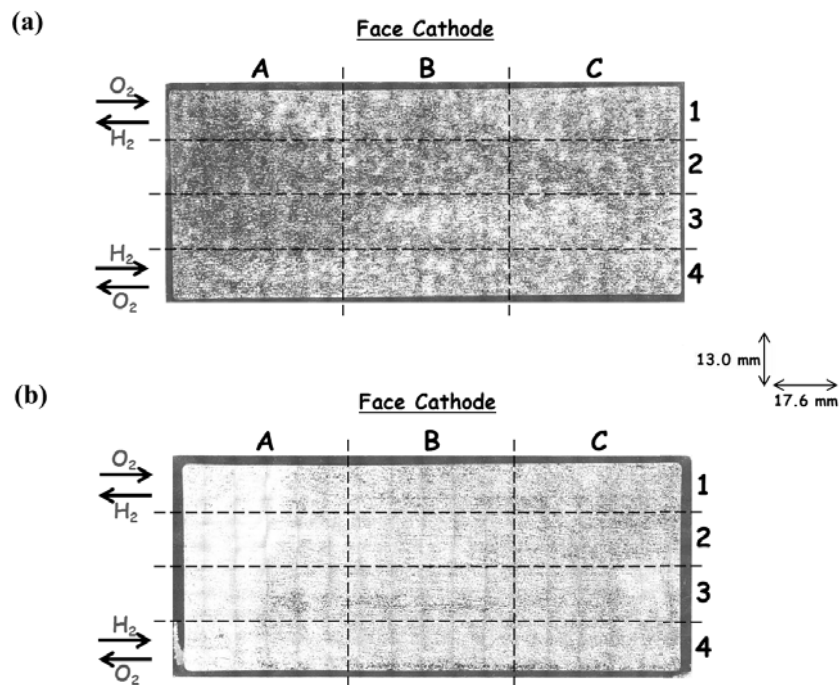 (a)
Face Cathode
A B C
O₂
H₂
H₂
O₂
1
2
3
4
13.0 mm
17.6 mm
(b)
Face Cathode
A B C
O₂
H₂
H₂
O₂
1
2
3
4